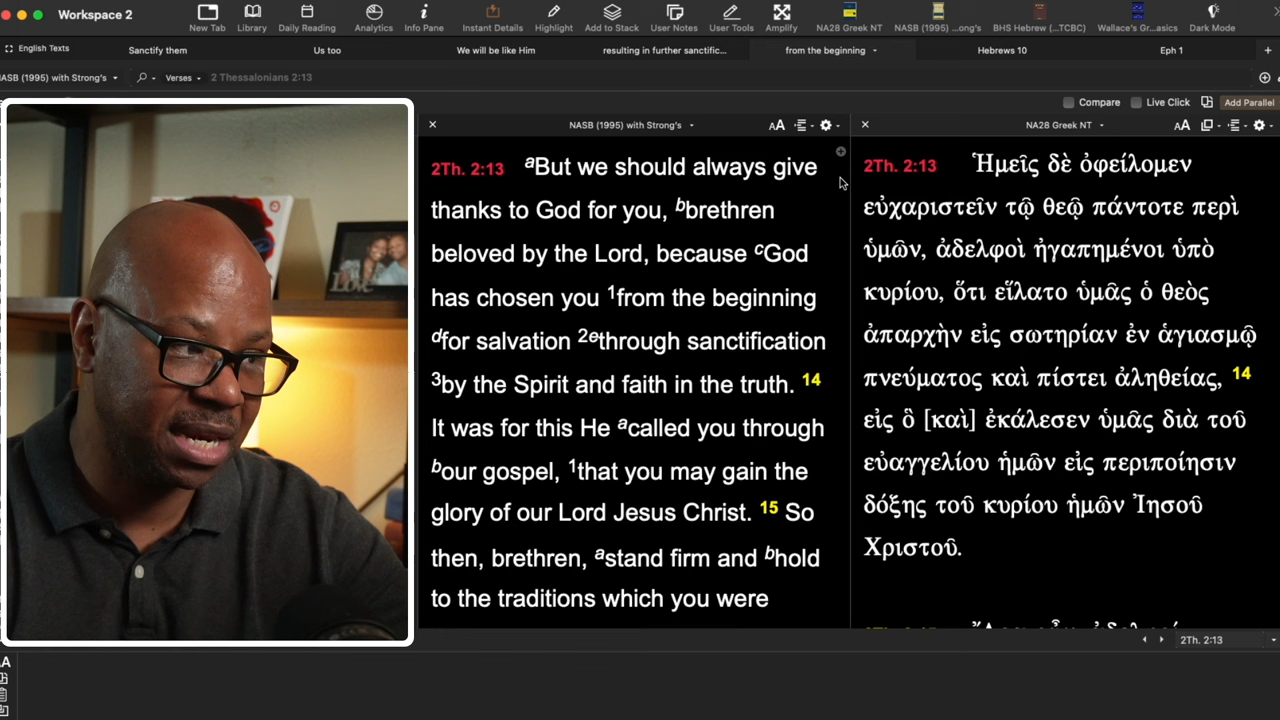 Workspace 2
New Tab
Library
Daily Reading
Analytics
Info Pane
Instant Details
Highlight
Add to Stack
User Notes
User Tools
Amplify
NA28 Greek NT
NASB (1995) ...ong's
BHS Hebrew (...TCBC)
Wallace's Gr...asics
Dark Mode
English Texts
Sanctify them
Us too
We will be like Him
resulting in further sanctific...
from the beginning
Hebrews 10
Eph 1
NASB (1995) with Strong's
Verses
2 Thessalonians 2:13
Compare
Live Click
Add Parallel
NASB (1995) with Strong's
AA
2Th. 2:13 aBut we should always give
thanks to God for you, bbrethren
beloved by the Lord, because cGod
has chosen you 1from the beginning
dfor salvation 2ethrough sanctification
3by the Spirit and faith in the truth. 14
It was for this He acalled you through
bour gospel, 1that you may gain the
glory of our Lord Jesus Christ. 15 So
then, brethren, astand firm and bhold
to the traditions which you were
NA28 Greek NT
AA
2Th. 2:13 Ἡμεῖς δὲ ὀφείλομεν
εὐχαριστεῖν τῷ θεῷ πάντοτε περὶ
ὑμῶν, ἀδελφοὶ ἠγαπημένοι ὑπὸ
κυρίου, ὅτι εἵλατο ὑμᾶς ὁ θεὸς
ἀπαρχὴν εἰς σωτηρίαν ἐν ἁγιασμῷ
πνεύματος καὶ πίστει ἀληθείας, 14
εἰς ὃ [καὶ] ἐκάλεσεν ὑμᾶς διὰ τοῦ
εὐαγγελίου ἡμῶν εἰς περιποίησιν
δόξης τοῦ κυρίου ἡμῶν Ἰησοῦ
Χριστοῦ.
2Th. 2:13
Love